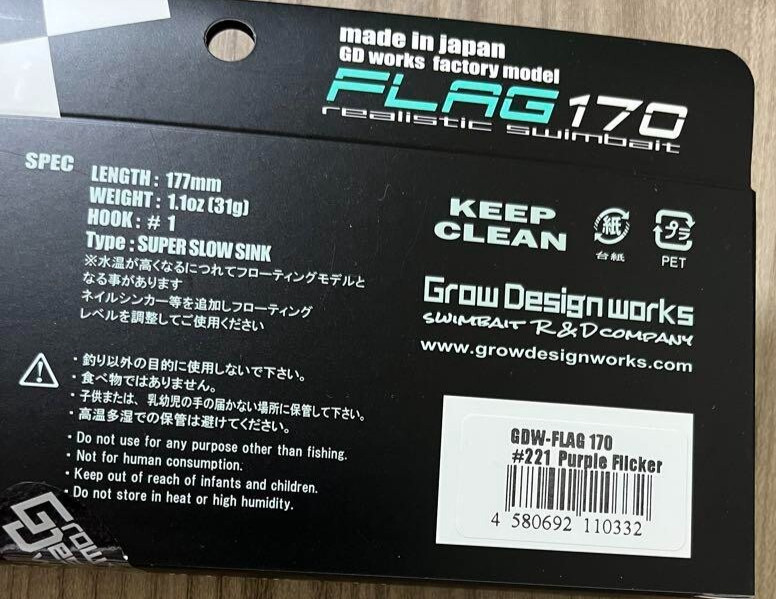 made in japan
GD works factory model
FLAG 170
realistic swimbait
SPEC
LENGTH : 177mm
WEIGHT : 1.1oz (31g)
HOOK : # 1
Type : SUPER SLOW SINK
※水温が高くなるにつれてフローティングモデルと
なる事があります
ネイルシンカー等を追加しフローティング
レベルを調整してご使用ください
・釣り以外の目的に使用しないで下さい。
・食べ物ではありません。
・子供または、乳幼児の手の届かない場所に保管して下さい。
・高温多湿での保管は避けてください。
・Do not use for any purpose other than fishing.
・Not for human consumption.
・Keep out of reach of infants and children.
・Do not store in heat or high humidity.
KEEP
CLEAN
紙
台紙
プラ
PET
Grow Design works
SWIMBAIT R&D COMPANY
www.growdesignworks.com
GDW-FLAG 170
#221 Purple Flicker
4 580692 110332
Grow